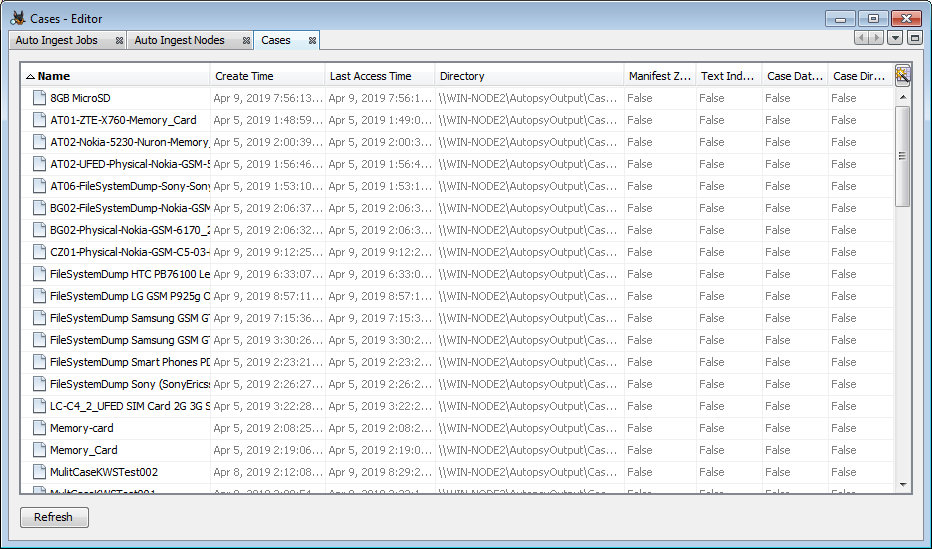 Cases - Editor
Auto Ingest Jobs Auto Ingest Nodes Cases
Name Create Time Last Access Time Directory Manifest Z... Text Ind... Case Dat... Case Dir...
8GB MicroSD Apr 9, 2019 7:56:13... Apr 9, 2019 7:56:1... \\WIN-NODE2\AutopsyOutput\Cas... False False False False
AT01-ZTE-X760-Memory_Card Apr 5, 2019 1:48:59... Apr 5, 2019 1:49:0... \\WIN-NODE2\AutopsyOutput\Cas... False False False False
AT02-Nokia-5230-Nuron-Memory_ Apr 5, 2019 2:00:39... Apr 5, 2019 2:00:3... \\WIN-NODE2\AutopsyOutput\Cas... False False False False
AT02-UFED-Physical-Nokia-GSM-5 Apr 5, 2019 1:56:46... Apr 5, 2019 1:56:4... \\WIN-NODE2\AutopsyOutput\Cas... False False False False
AT06-FileSystemDump-Sony-Sony Apr 5, 2019 1:53:10... Apr 5, 2019 1:53:1... \\WIN-NODE2\AutopsyOutput\Cas... False False False False
BG02-FileSystemDump-Nokia-GSM Apr 5, 2019 2:06:37... Apr 5, 2019 2:06:3... \\WIN-NODE2\AutopsyOutput\Cas... False False False False
BG02-Physical-Nokia-GSM-6170_2 Apr 5, 2019 2:06:32... Apr 5, 2019 2:06:3... \\WIN-NODE2\AutopsyOutput\Cas... False False False False
CZ01-Physical-Nokia-GSM-C5-03- Apr 9, 2019 9:12:25... Apr 9, 2019 9:12:2... \\WIN-NODE2\AutopsyOutput\Cas... False False False False
FileSystemDump HTC PB76100 Le Apr 9, 2019 6:33:07... Apr 9, 2019 6:33:0... \\WIN-NODE2\AutopsyOutput\Cas... False False False False
FileSystemDump LG GSM P925g O Apr 9, 2019 8:57:11... Apr 9, 2019 8:57:1... \\WIN-NODE2\AutopsyOutput\Cas... False False False False
FileSystemDump Samsung GSM GT Apr 9, 2019 7:15:36... Apr 9, 2019 7:15:3... \\WIN-NODE2\AutopsyOutput\Cas... False False False False
FileSystemDump Samsung GSM GT Apr 5, 2019 3:30:26... Apr 5, 2019 3:30:2... \\WIN-NODE2\AutopsyOutput\Cas... False False False False
FileSystemDump Smart Phones PD Apr 5, 2019 2:23:21... Apr 5, 2019 2:23:2... \\WIN-NODE2\AutopsyOutput\Cas... False False False False
FileSystemDump Sony (SonyEricss Apr 5, 2019 2:26:27... Apr 5, 2019 2:26:2... \\WIN-NODE2\AutopsyOutput\Cas... False False False False
LC-C4_2_UFED SIM Card 2G 3G S Apr 5, 2019 3:22:28... Apr 5, 2019 3:22:2... \\WIN-NODE2\AutopsyOutput\Cas... False False False False
Memory-card Apr 5, 2019 2:08:25... Apr 5, 2019 2:08:2... \\WIN-NODE2\AutopsyOutput\Cas... False False False False
Memory_Card Apr 5, 2019 2:19:06... Apr 5, 2019 2:19:0... \\WIN-NODE2\AutopsyOutput\Cas... False False False False
MulitCaseKWSTest002 Apr 8, 2019 2:12:08... Apr 9, 2019 8:29:2... \\WIN-NODE2\AutopsyOutput\Cas... False False False False
Refresh